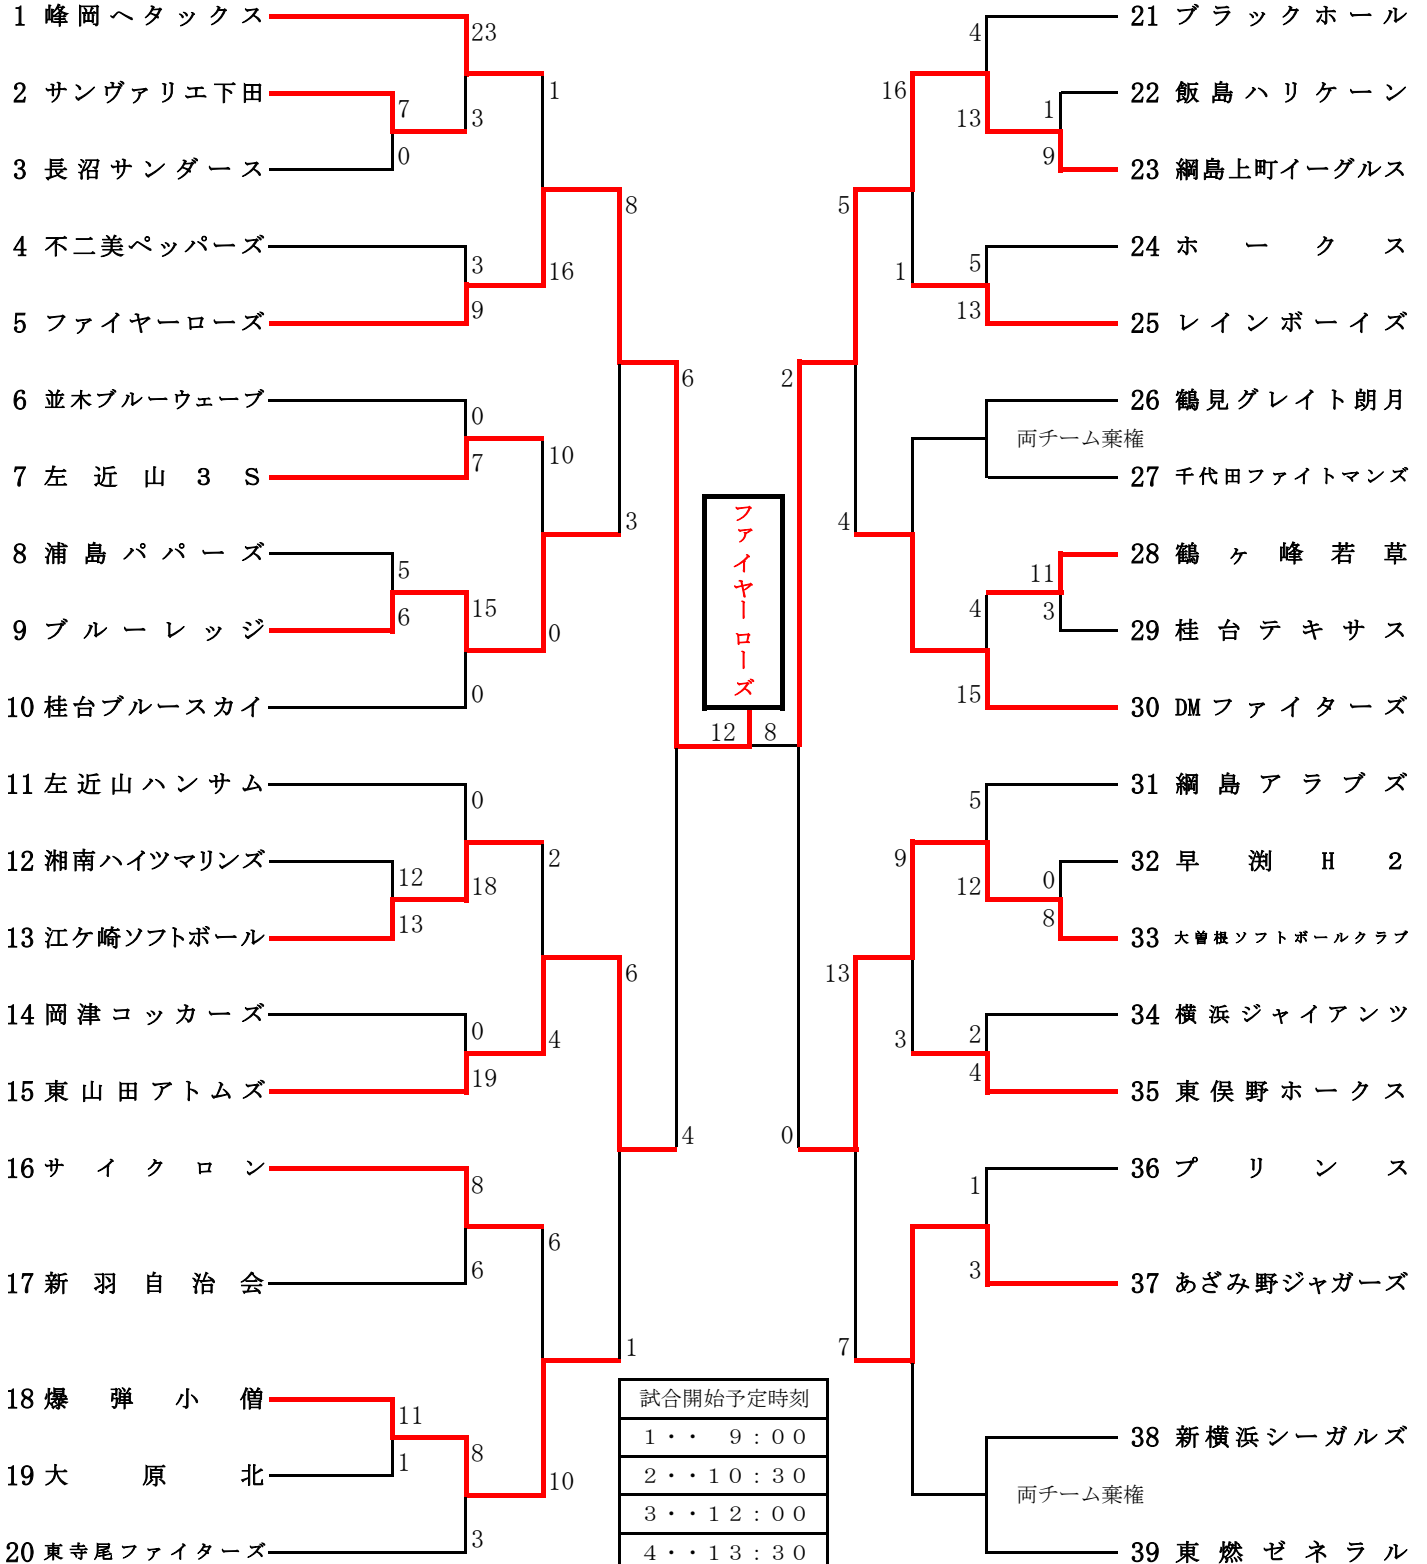 1 峰岡へタックス
23
2 サンヴァリエ下田
7
3
1
0
3 長沼サンダース
8
4 不二美ペッパーズ
3
16
9
5 ファイヤーローズ
6
6 並木ブルーウェーブ
0
10
7
7 左近山３Ｓ
3
8 浦島パパーズ
5
15
6
0
9 ブルーレッジ
0
10 桂台ブルースカイ
12
11 左近山ハンサム
0
2
12 湘南ハイツマリンズ
12
18
13
13 江ケ崎ソフトボール
6
14 岡津コッカーズ
0
4
19
15 東山田アトムズ
4
16 サイクロン
8
6
6
17 新羽自治会
1
18 爆弾小僧
11
8
1
10
19 大原北
3
20 東寺尾ファイターズ
ファイヤーローズ
21 ブラックホール
4
16
22 飯島ハリケーン
13
1
9
23 綱島上町イーグルス
5
24 ホークス
5
1
13
25 レインボーイズ
2
26 鶴見グレイト朗月
両チーム棄権
27 千代田ファイトマンズ
4
28 鶴ヶ峰若草
11
4
3
29 桂台テキサス
15
30 DMファイターズ
8
31 綱島アラブズ
5
9
32 早渕Ｈ２
12
0
8
33 大曽根ソフトボールクラブ
13
34 横浜ジャイアンツ
3
2
4
35 東俣野ホークス
0
36 プリンス
1
3
37 あざみ野ジャガーズ
7
38 新横浜シーガルズ
両チーム棄権
39 東燃ゼネラル
試合開始予定時刻
１・・　９：００
２・・１０：３０
３・・１２：００
４・・１３：３０